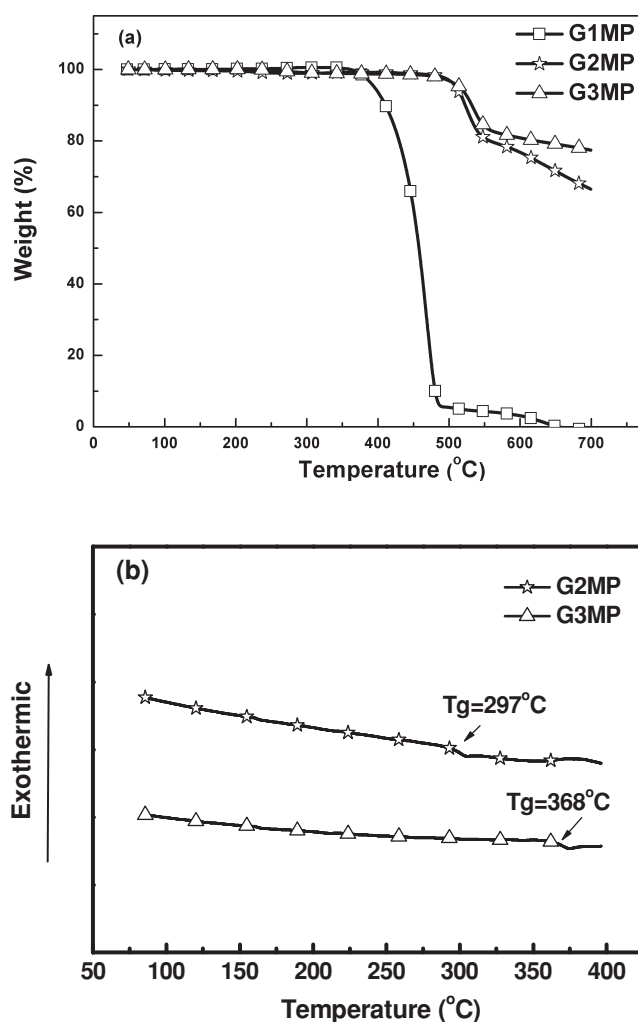 (a)
G1MP
G2MP
G3MP
100
80
60
40
20
0
Weight (%)
0 100 200 300 400 500 600 700
Temperature (°C)
(b)
G2MP
G3MP
Tg=297°C
Tg=368°C
Exothermic
50 100 150 200 250 300 350 400
Temperature (°C)